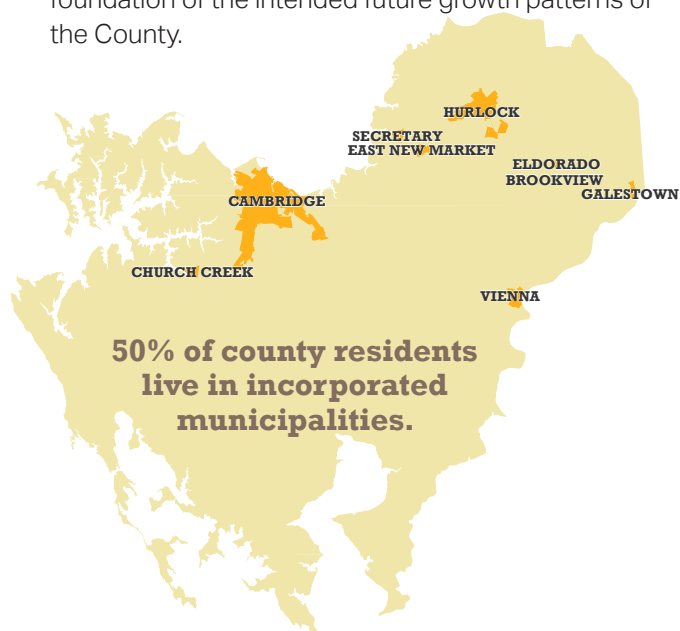 foundation of the intended future growth patterns of
the County.
HURLOCK
SECRETARY
EAST NEW MARKET
ELDORADO
BROOKVIEW
GALESTOWN
CAMBRIDGE
CHURCH CREEK
VIENNA
50% of county residents
live in incorporated
municipalities.